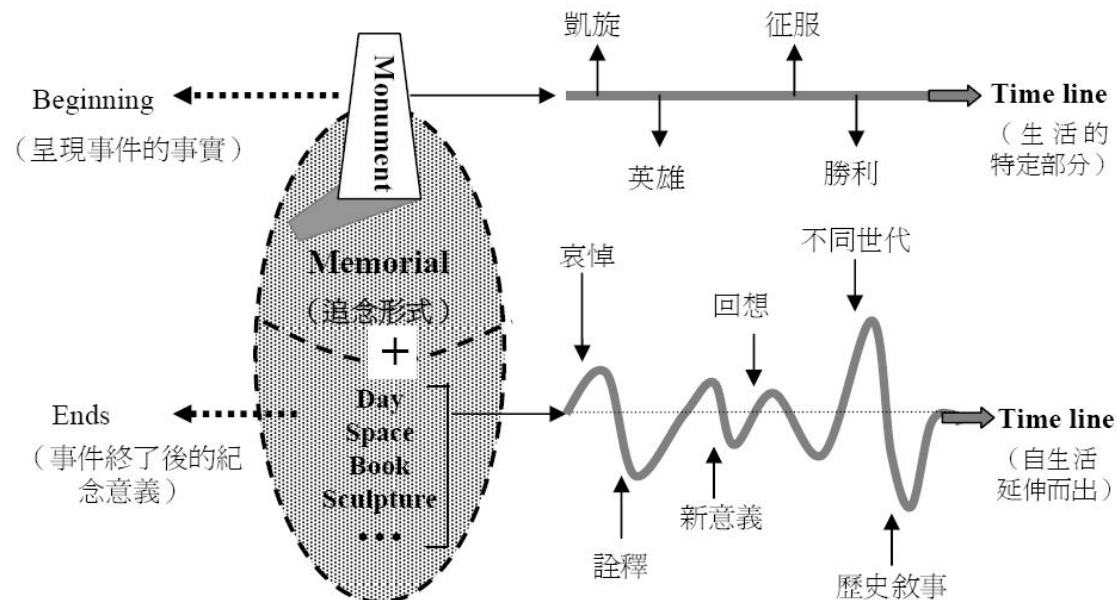 凱旋
征服
Monument
Beginning
（呈現事件的事實）
Time line
（生活的
特定部分）
英雄
勝利
Memorial
（追念形式）
+
Day
Space
Book
Sculpture
•••
Ends
（事件終了後的紀
念意義）
哀悼
回想
不同世代
Time line
（自生活
延伸而出）
詮釋
新意義
歷史敘事